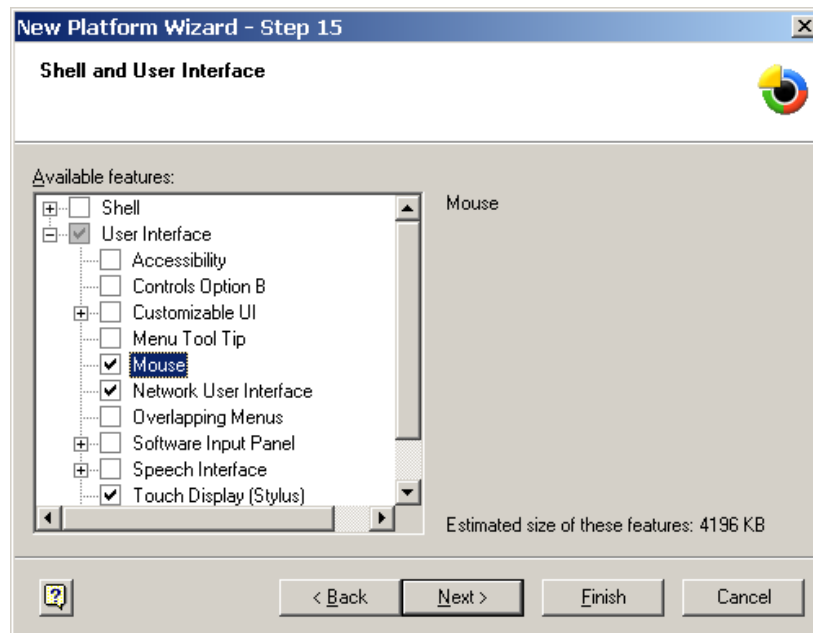 New Platform Wizard - Step 15
Shell and User Interface
Available features:
Shell
User Interface
Accessibility
Controls Option B
Customizable UI
Menu Tool Tip
Mouse
Network User Interface
Overlapping Menus
Software Input Panel
Speech Interface
Touch Display (Stylus)
Mouse
Estimated size of these features: 4196 KB
< Back
Next >
Finish
Cancel